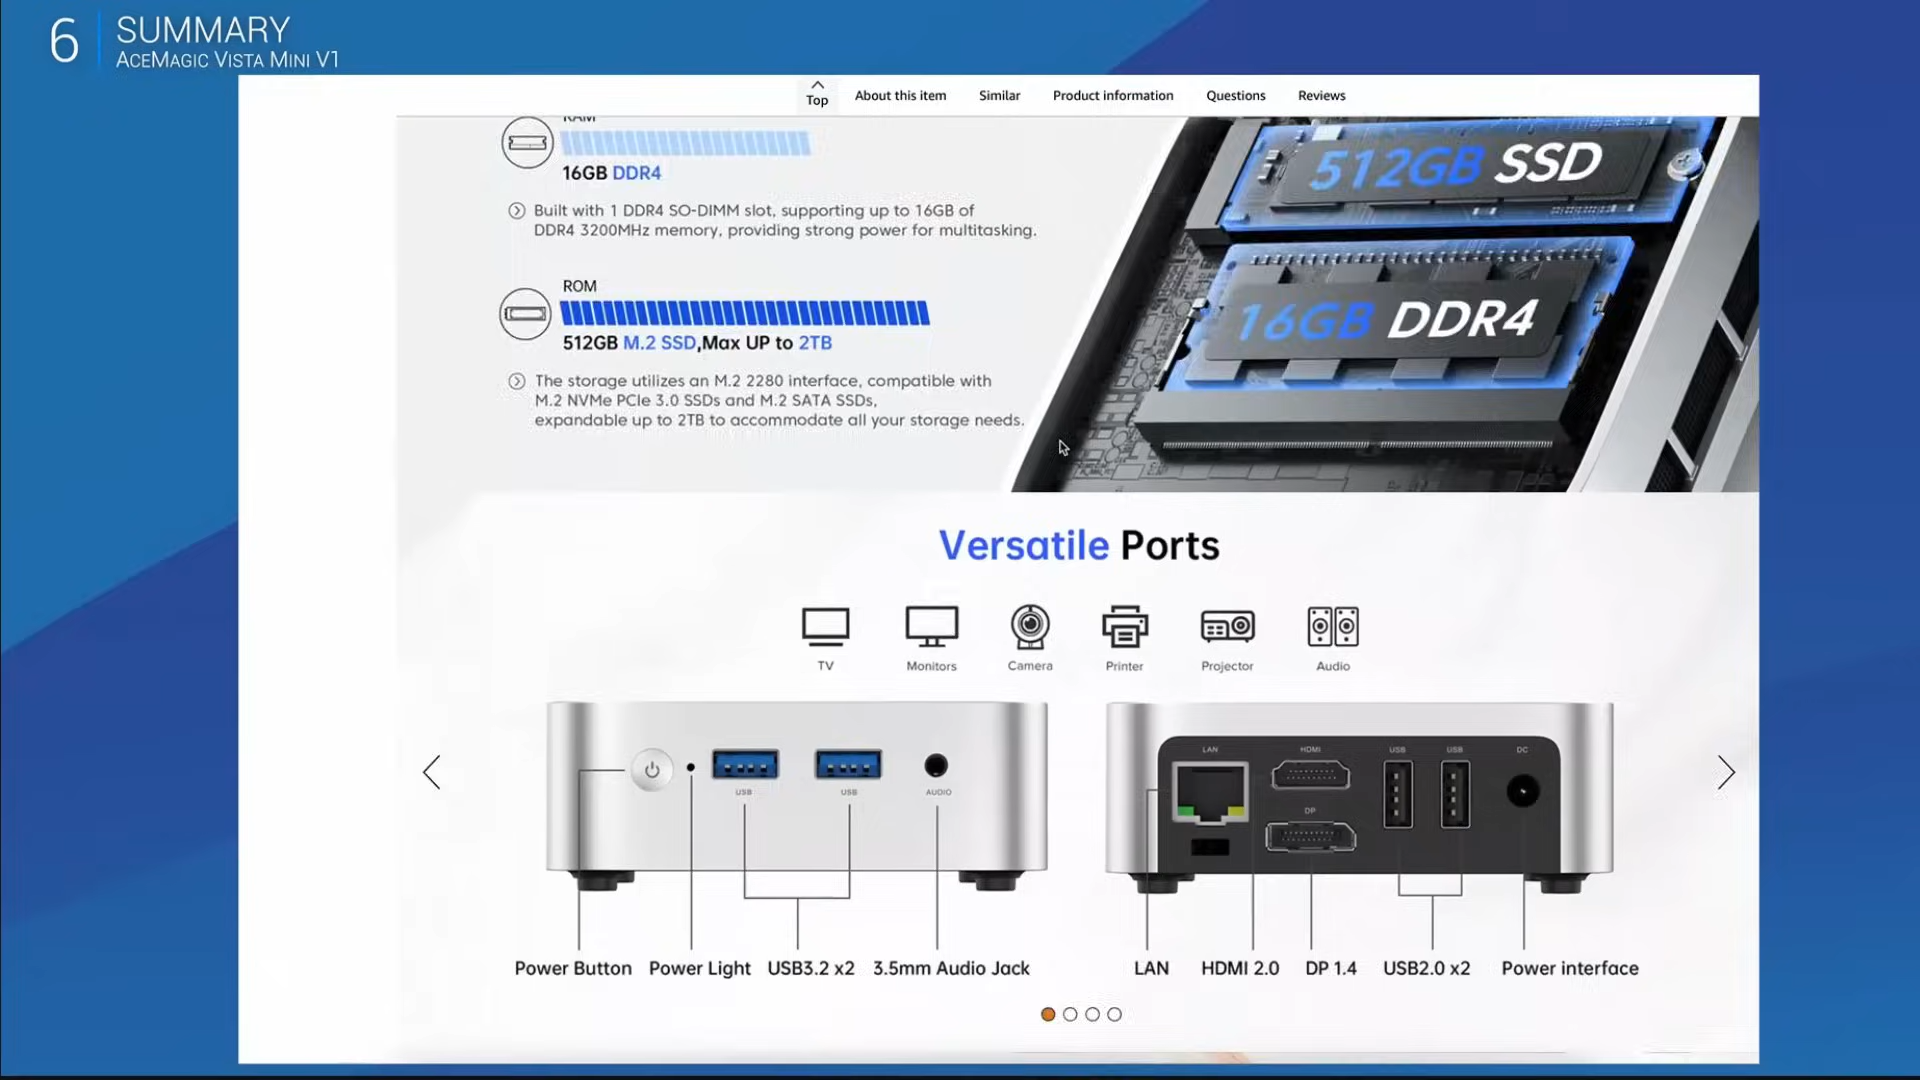 6
SUMMARY
ACEMAGIC VISTA MINI V1
Top
About this item
Similar
Product information
Questions
Reviews
RAM
16GB DDR4
Built with 1 DDR4 SO-DIMM slot, supporting up to 16GB of
DDR4 3200MHz memory, providing strong power for multitasking.
ROM
512GB M.2 SSD,Max UP to 2TB
The storage utilizes an M.2 2280 interface, compatible with
M.2 NVMe PCIe 3.0 SSDs and M.2 SATA SSDs,
expandable up to 2TB to accommodate all your storage needs.
512GB SSD
16GB DDR4
Versatile Ports
TV
Monitors
Camera
Printer
Projector
Audio
USB
USB
AUDIO
LAN
HDMI
USB
USB
DC
DP
Power Button
Power Light
USB3.2 x2
3.5mm Audio Jack
LAN
HDMI 2.0
DP 1.4
USB2.0 x2
Power interface